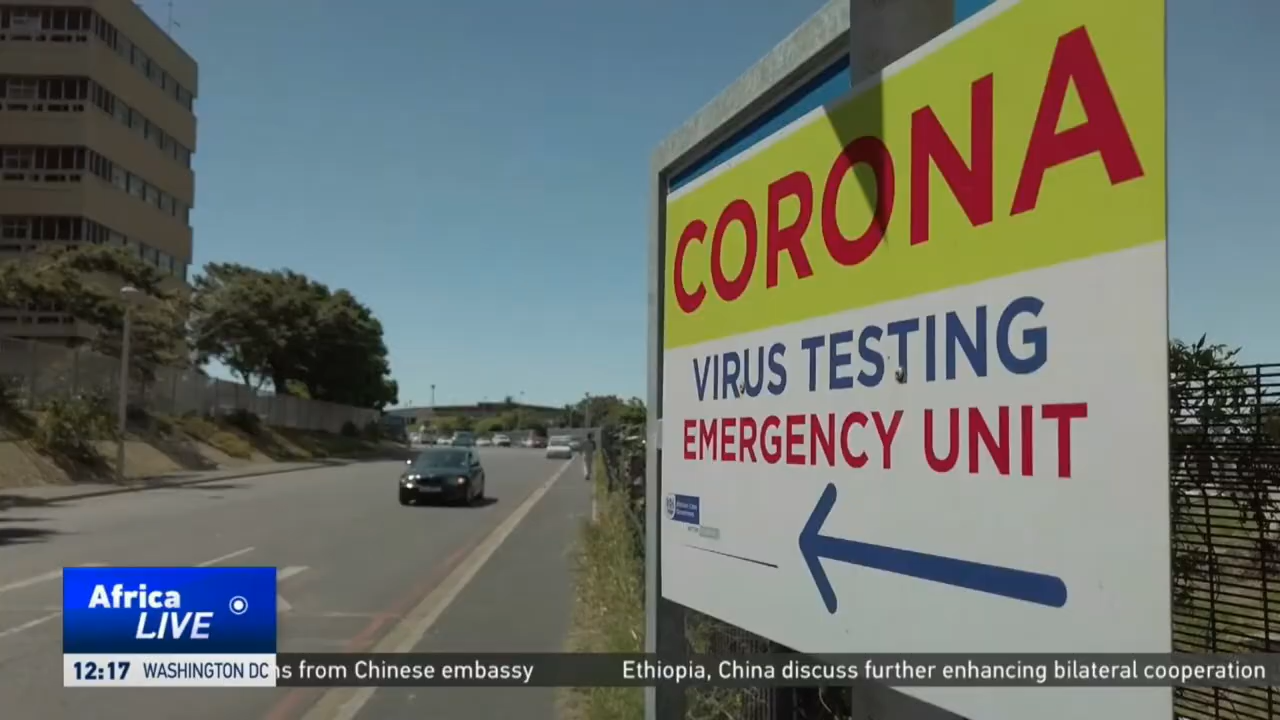 CORONA
VIRUS TESTING
EMERGENCY UNIT
Africa
LIVE
12:17 WASHINGTON DC
ns from Chinese embassy Ethiopia, China discuss further enhancing bilateral cooperation